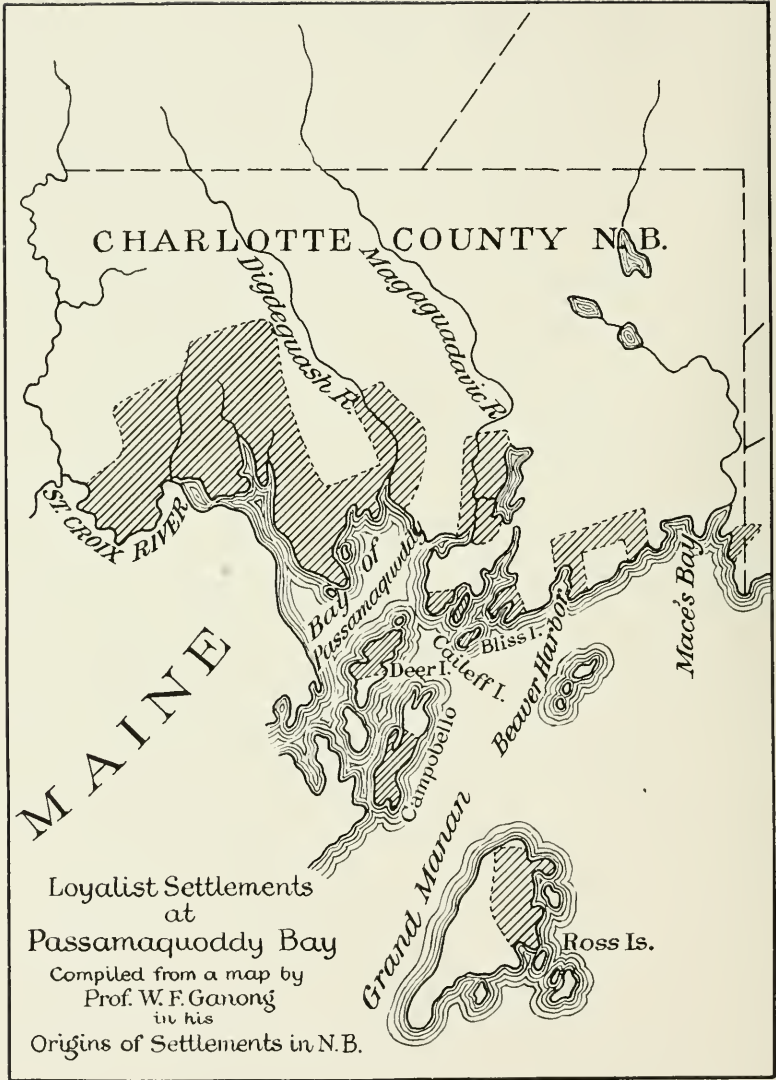 CHARLOTTE COUNTY N.B.
Digdequash R.
Magaguadavic R
ST CROIX RIVER
Bay of
Passamaquoddy
Mace's Bay
Bliss I.
Deer I.
Caileff I.
Beaver Harbor
MAINE
Campobello
Grand Manan
Ross Is.
Loyalist Settlements
at
Passamaquoddy Bay
Compiled from a map by
Prof. W. F. Ganong
in his
Origins of Settlements in N.B.